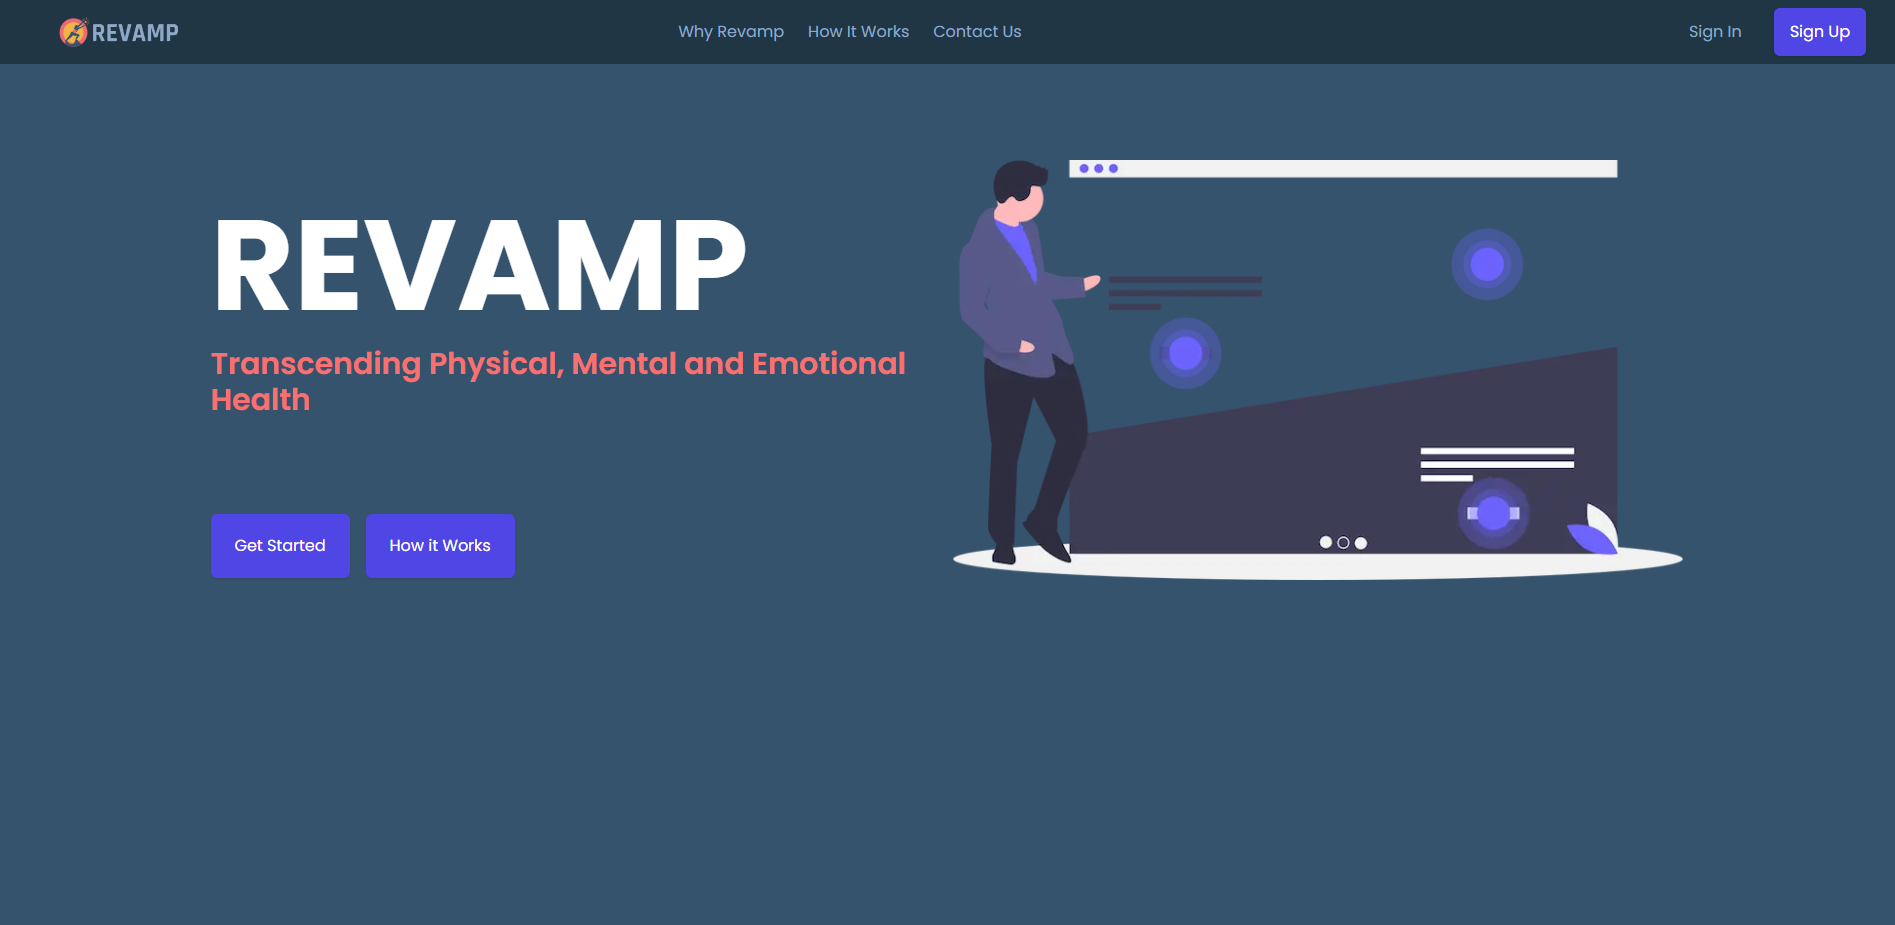 REVAMP
Why Revamp
How It Works
Contact Us
Sign In
Sign Up
REVAMP
Transcending Physical, Mental and Emotional
Health
Get Started
How it Works